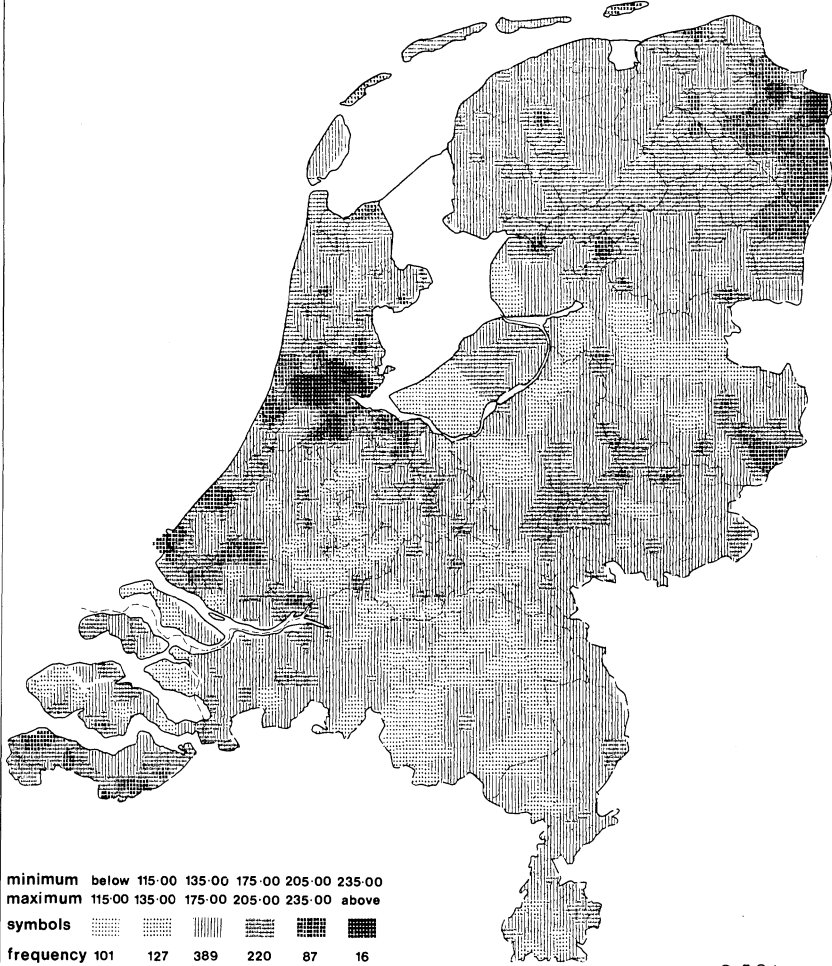 minimum below 115·00 135·00 175·00 205·00 235·00
maximum 115·00 135·00 175·00 205·00 235·00 above
symbols
frequency 101 127 389 220 87 16